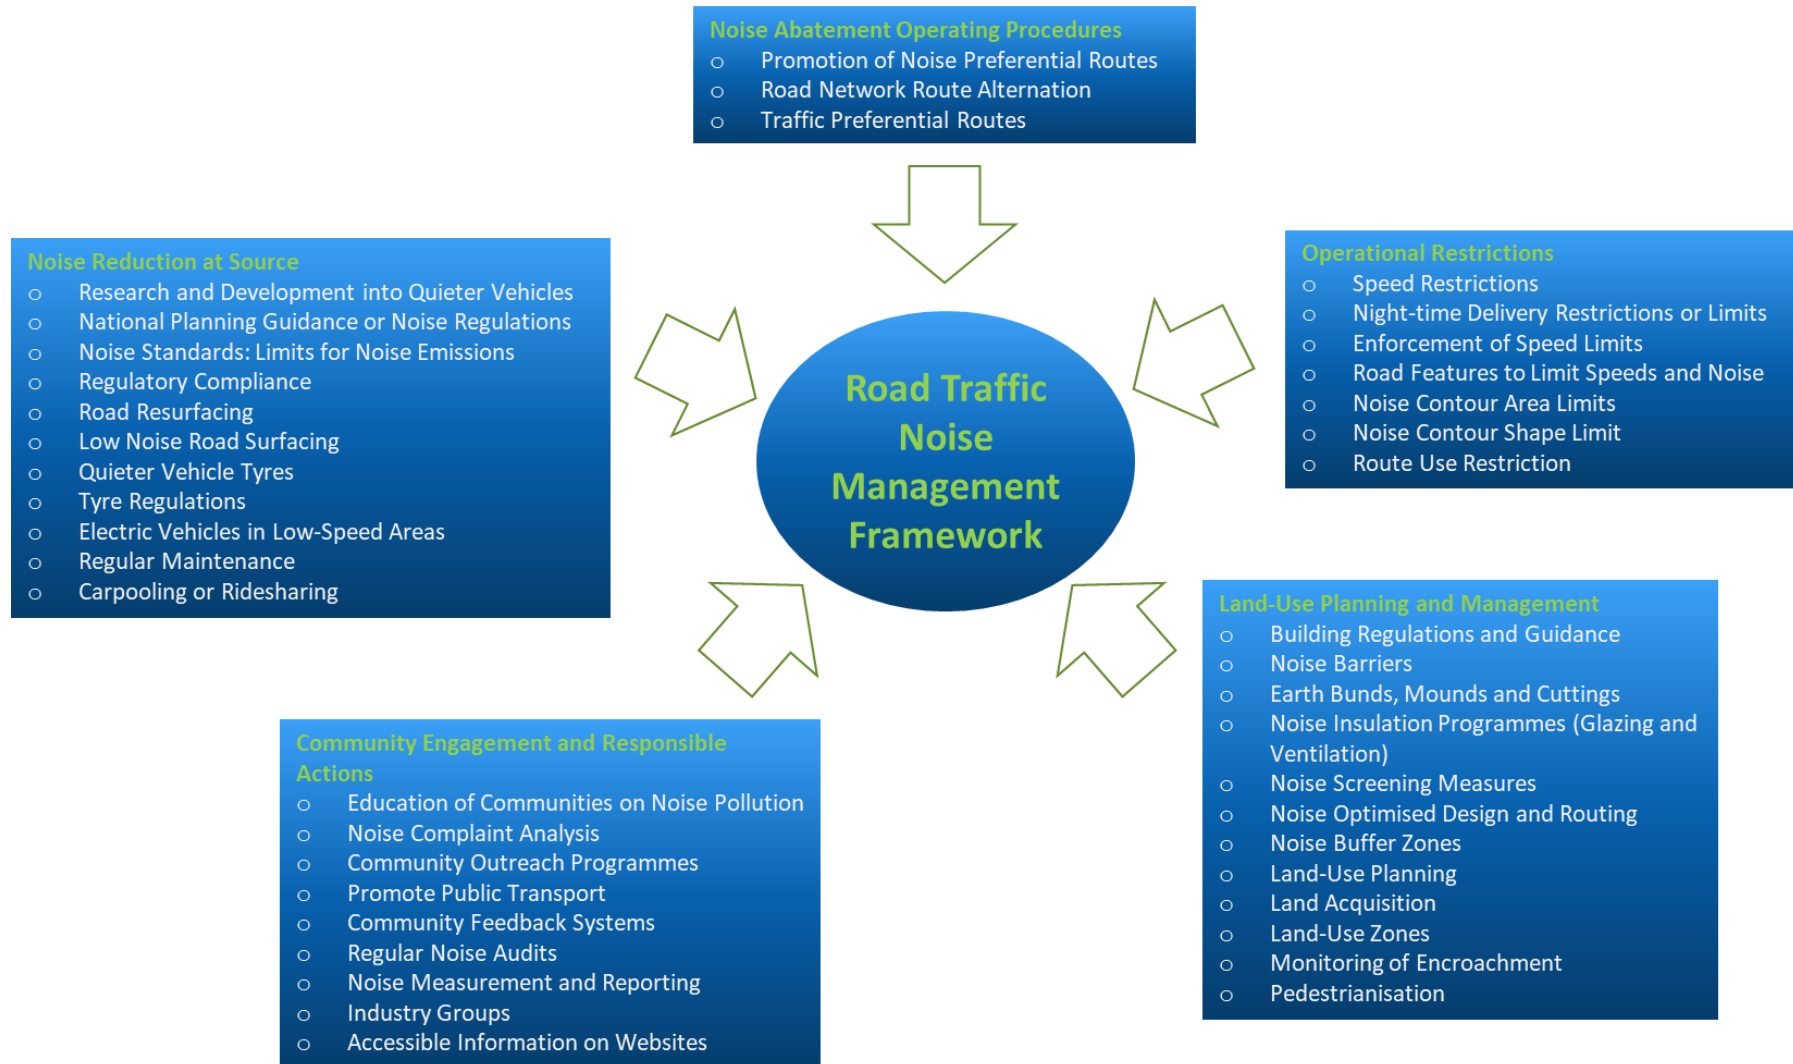 Noise Abatement Operating Procedures
o Promotion of Noise Preferential Routes
o Road Network Route Alternation
o Traffic Preferential Routes
Noise Reduction at Source
o Research and Development into Quieter Vehicles
o National Planning Guidance or Noise Regulations
o Noise Standards: Limits for Noise Emissions
o Regulatory Compliance
o Road Resurfacing
o Low Noise Road Surfacing
o Quieter Vehicle Tyres
o Tyre Regulations
o Electric Vehicles in Low-Speed Areas
o Regular Maintenance
o Carpooling or Ridesharing
Road Traffic
Noise
Management
Framework
Operational Restrictions
o Speed Restrictions
o Night-time Delivery Restrictions or Limits
o Enforcement of Speed Limits
o Road Features to Limit Speeds and Noise
o Noise Contour Area Limits
o Noise Contour Shape Limit
o Route Use Restriction
Community Engagement and Responsible
Actions
o Education of Communities on Noise Pollution
o Noise Complaint Analysis
o Community Outreach Programmes
o Promote Public Transport
o Community Feedback Systems
o Regular Noise Audits
o Noise Measurement and Reporting
o Industry Groups
o Accessible Information on Websites
Land-Use Planning and Management
o Building Regulations and Guidance
o Noise Barriers
o Earth Bunds, Mounds and Cuttings
o Noise Insulation Programmes (Glazing and
Ventilation)
o Noise Screening Measures
o Noise Optimised Design and Routing
o Noise Buffer Zones
o Land-Use Planning
o Land Acquisition
o Land-Use Zones
o Monitoring of Encroachment
o Pedestrianisation